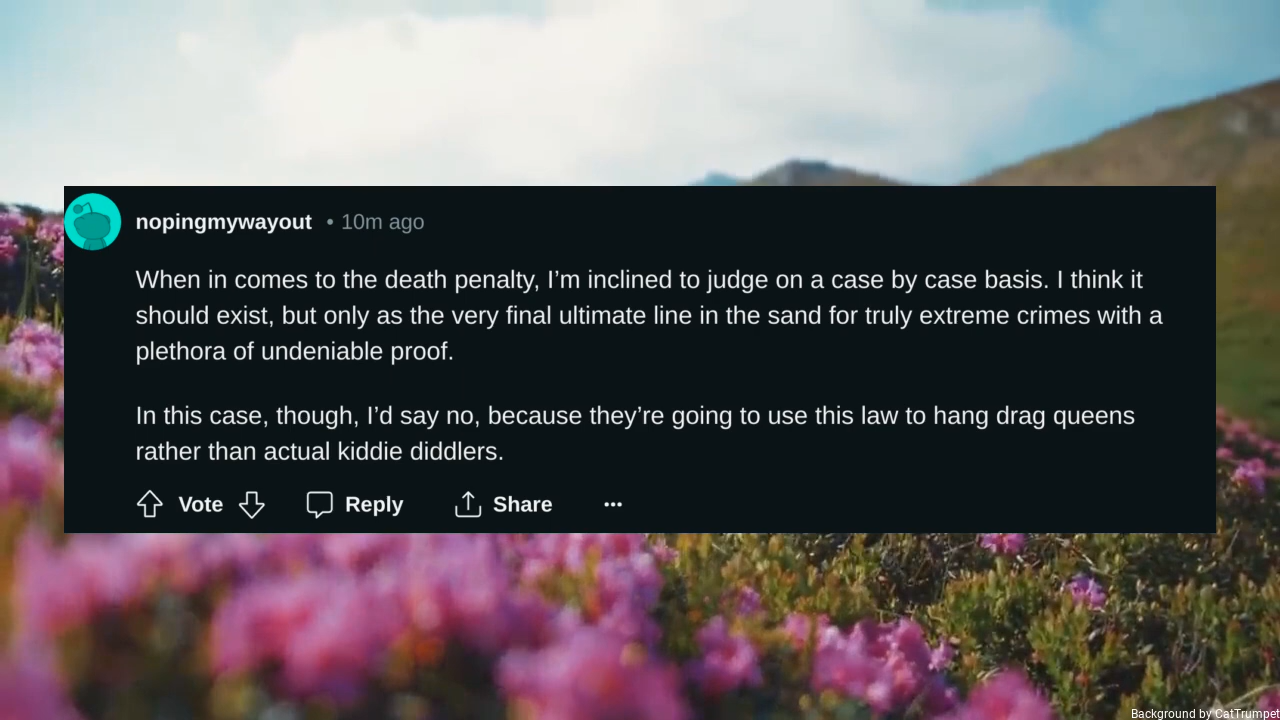 nopingmywayout • 10m ago
When in comes to the death penalty, I’m inclined to judge on a case by case basis. I think it
should exist, but only as the very final ultimate line in the sand for truly extreme crimes with a
plethora of undeniable proof.
In this case, though, I’d say no, because they’re going to use this law to hang drag queens
rather than actual kiddie diddlers.
Vote Reply Share ...
Background by CatTrumpet